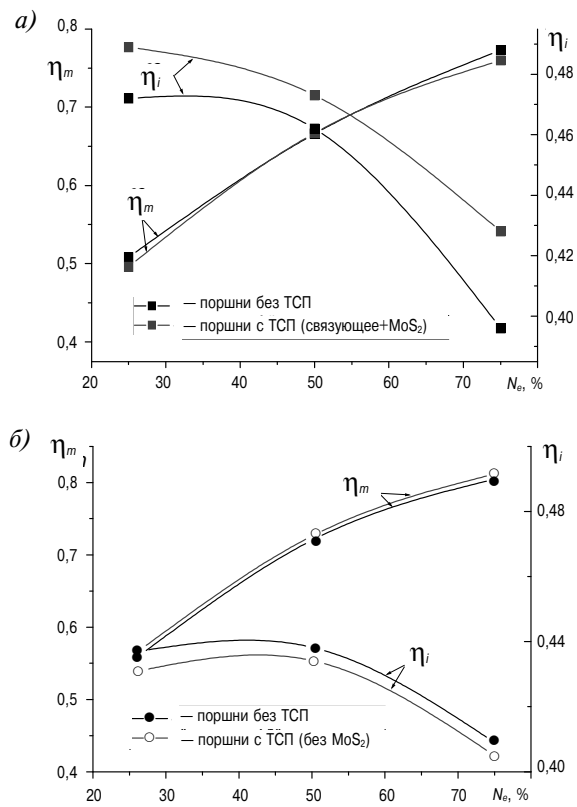 а)
0,8
η_m
0,7
0,6
0,5
0,4
η_i
0,48
0,46
0,44
0,42
0,40
η_i
η_m
— поршни без ТСП
— поршни с ТСП (связующее+MoS₂)
20 30 40 50 60 70 N_e, %
б)
η_m
0,8
0,7
0,6
0,5
0,4
η_i
0,48
0,44
0,40
η_m
η_i
— поршни без ТСП
— поршни с ТСП (без MoS₂)
20 30 40 50 60 70 N_e, %